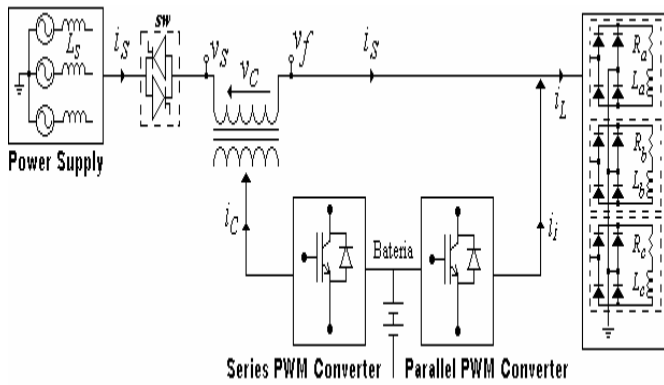 sw
L_s
i_S
v_S
v_f
i_S
v_C
i_L
Power Supply
i_C
Bateria
i_i
Series PWM Converter
Parallel PWM Converter
R_a
L_a
R_b
L_b
R_c
L_c